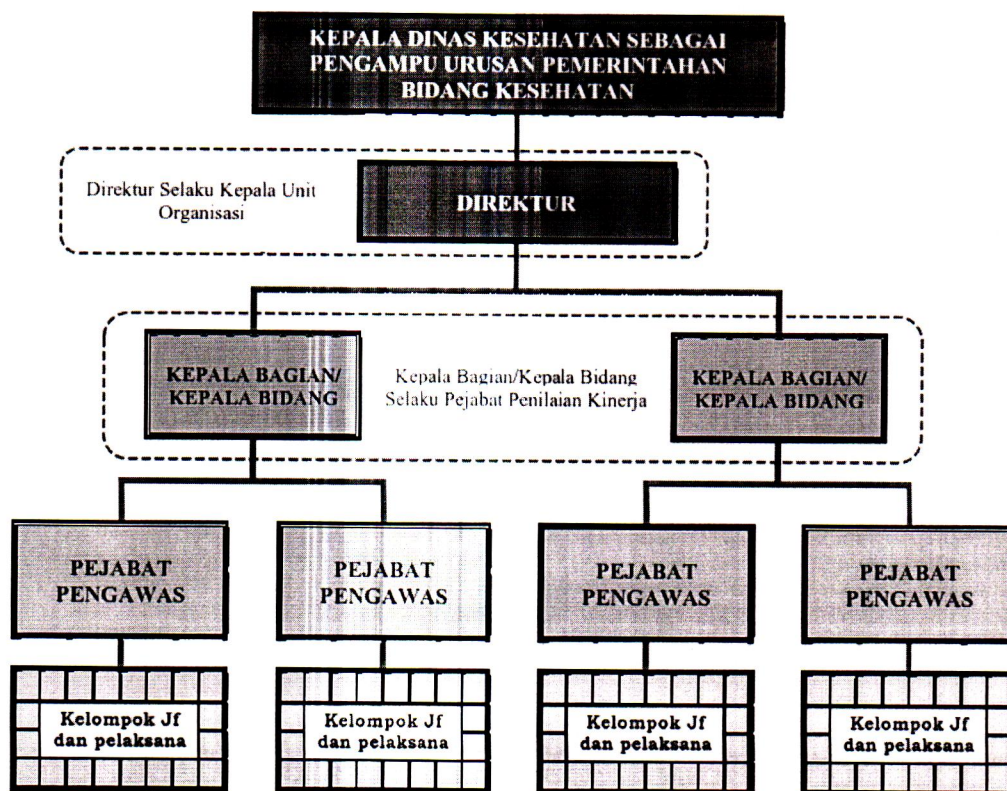 KEPALA DINAS KESEHATAN SEBAGAI
PENGAMPU URUSAN PEMERINTAHAN
BIDANG KESEHATAN
Direktur Selaku Kepala Unit
Organisasi
DIREKTUR
KEPALA BAGIAN/
KEPALA BIDANG
Kepala Bagian/Kepala Bidang
Selaku Pejabat Penilaian Kinerja
KEPALA BAGIAN/
KEPALA BIDANG
PEJABAT
PENGAWAS
PEJABAT
PENGAWAS
PEJABAT
PENGAWAS
PEJABAT
PENGAWAS
Kelompok Jf
dan pelaksana
Kelompok Jf
dan pelaksana
Kelompok Jf
dan pelaksana
Kelompok Jf
dan pelaksana